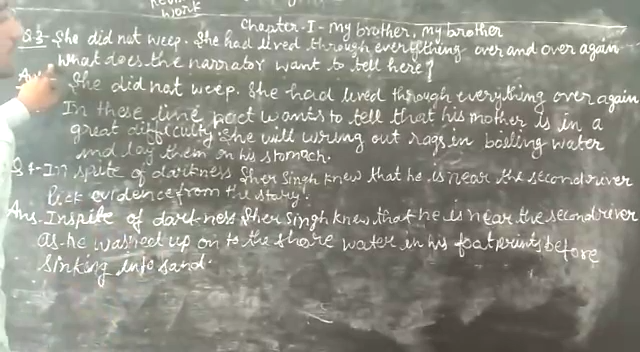 work
Chapter-I-My brother, my brother
Q.3- She did not weep. She had lived through everything over and over again
what does the narrator want to tell here?
Ans- She did not weep. She had lived through everything over again
In these line poet wants to tell that his mother is in a
great difficulty. She will wring out rags in boiling water
and lay them on his stomach.
Q 4- In spite of darkness Sher Singh knew that he is near the second river
Pick evidence from the story.
Ans. Inspite of darkness Sher Singh knew that he is near the second river
as he up on to the shore water in his footprints before
sinking into sand.